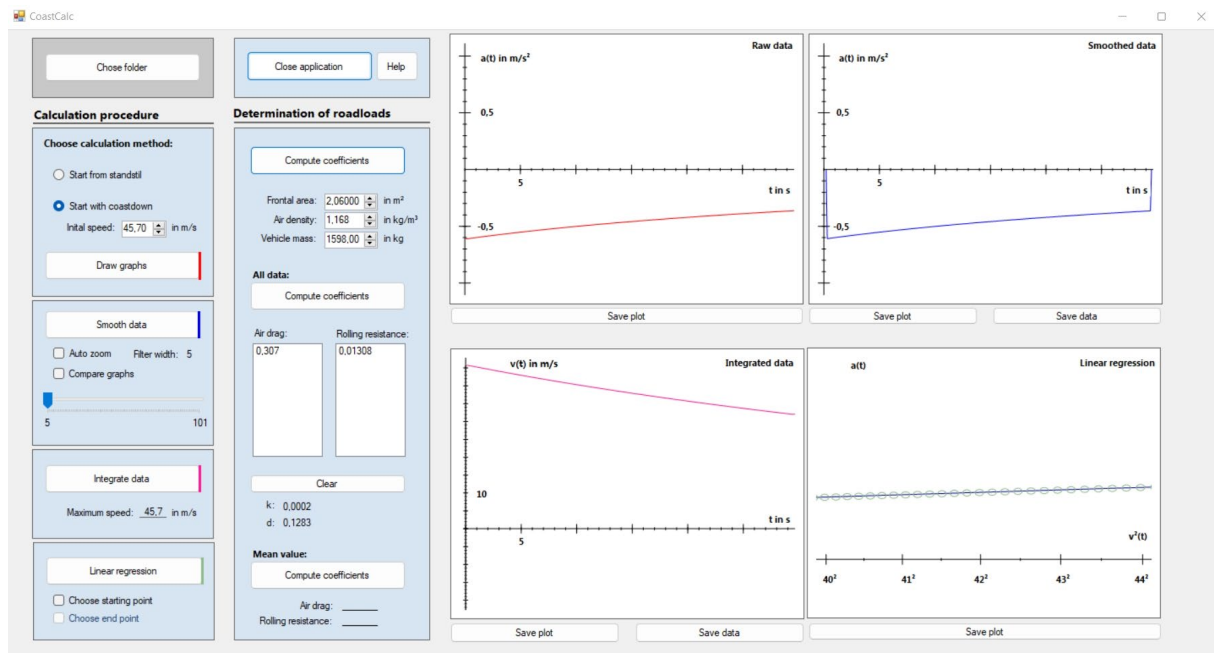 CoastCalc
Chose folder
Calculation procedure
Choose calculation method:
Start from standstil
Start with coastdown
Inital speed: 45,70 in m/s
Draw graphs
Smooth data
Auto zoom Filter width: 5
Compare graphs
5 101
Integrate data
Maximum speed: 45,7 in m/s
Linear regression
Choose starting point
Choose end point
Close application Help
Determination of roadloads
Compute coefficients
Frontal area: 2,06000 in m²
Air density: 1,168 in kg/m³
Vehicle mass: 1598,00 in kg
All data:
Compute coefficients
Air drag: Rolling resistance:
0,307 0,01308
Clear
k: 0,0002
d: 0,1283
Mean value:
Compute coefficients
Air drag:
Rolling resistance:
Raw data
a(t) in m/s²
0,5
5
t in s
-0,5
Save plot
Smoothed data
a(t) in m/s²
0,5
5
t in s
-0,5
Save plot Save data
v(t) in m/s Integrated data
10
t in s
5
Save plot Save data
a(t) Linear regression
v²(t)
40² 41² 42² 43² 44²
Save plot